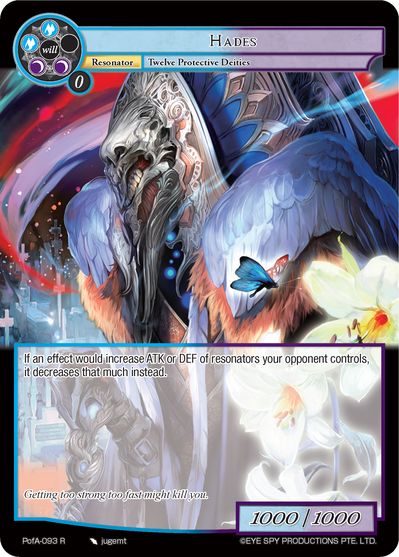 HADES
will
Resonator
Twelve Protective Deities
0
If an effect would increase ATK or DEF of resonators your opponent controls,
it decreases that much instead.
Getting too strong too fast might kill you.
1000 / 1000
PofA-093 R jugemt
©EYE SPY PRODUCTIONS PTE. LTD.